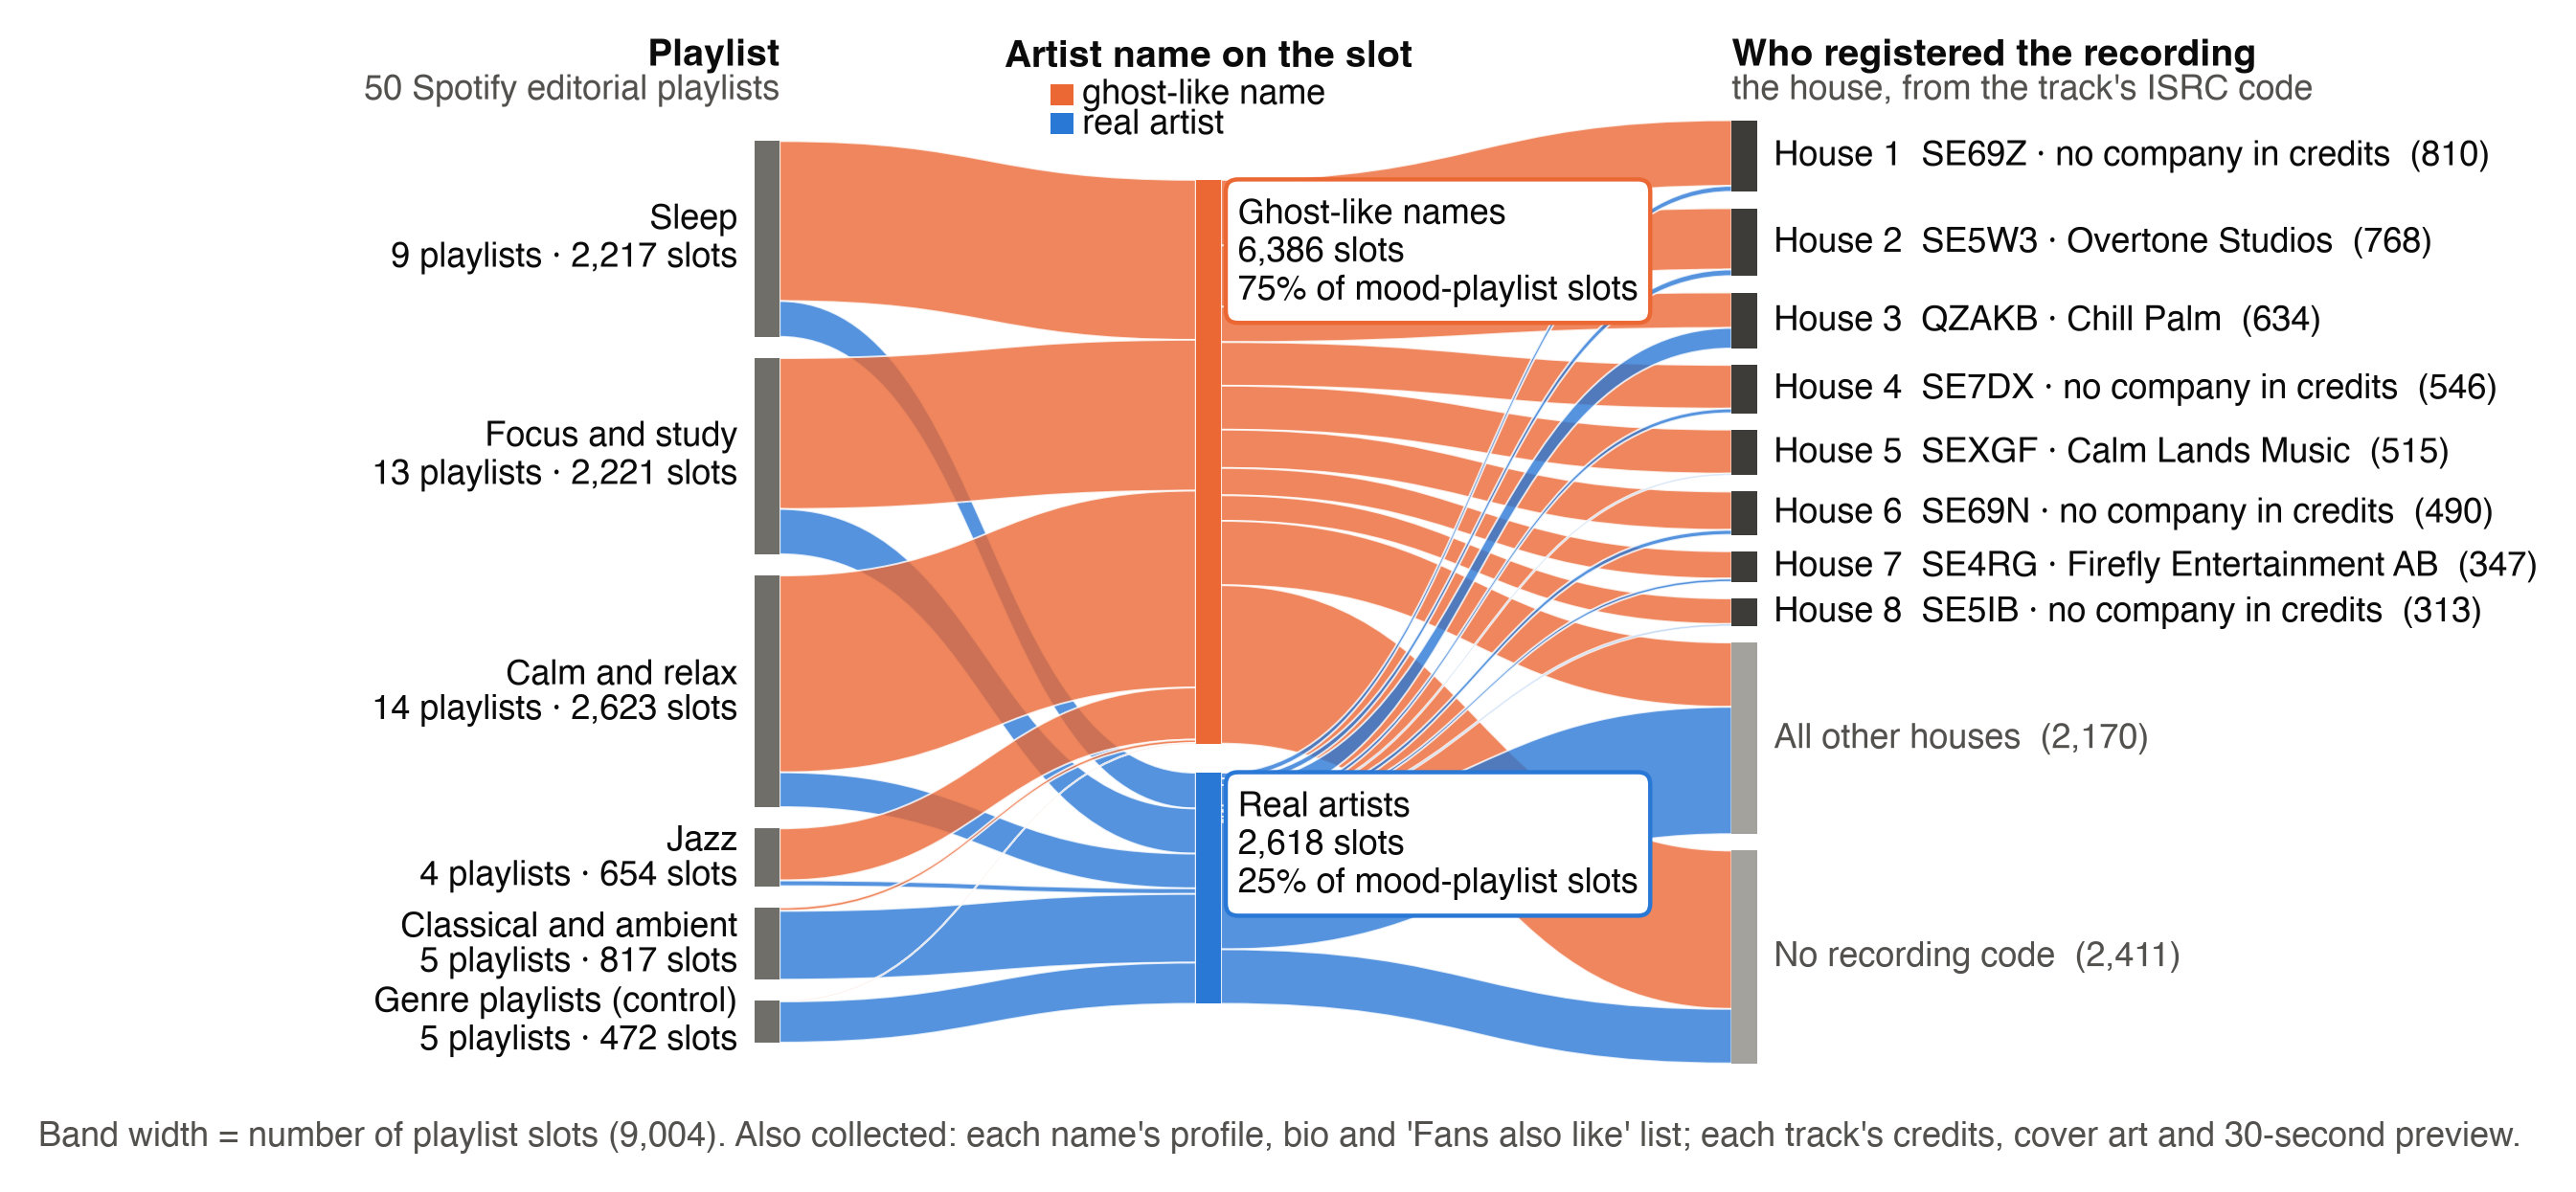 Playlist
50 Spotify editorial playlists
Artist name on the slot
ghost-like name
real artist
Who registered the recording
the house, from the track's ISRC code
Sleep
9 playlists · 2,217 slots
Focus and study
13 playlists · 2,221 slots
Calm and relax
14 playlists · 2,623 slots
Jazz
4 playlists · 654 slots
Classical and ambient
5 playlists · 817 slots
Genre playlists (control)
5 playlists · 472 slots
Ghost-like names
6,386 slots
75% of mood-playlist slots
Real artists
2,618 slots
25% of mood-playlist slots
House 1 SE69Z · no company in credits (810)
House 2 SE5W3 · Overtone Studios (768)
House 3 QZAKB · Chill Palm (634)
House 4 SE7DX · no company in credits (546)
House 5 SEXGF · Calm Lands Music (515)
House 6 SE69N · no company in credits (490)
House 7 SE4RG · Firefly Entertainment AB (347)
House 8 SE5IB · no company in credits (313)
All other houses (2,170)
No recording code (2,411)
Band width = number of playlist slots (9,004). Also collected: each name's profile, bio and 'Fans also like' list; each track's credits, cover art and 30-second preview.